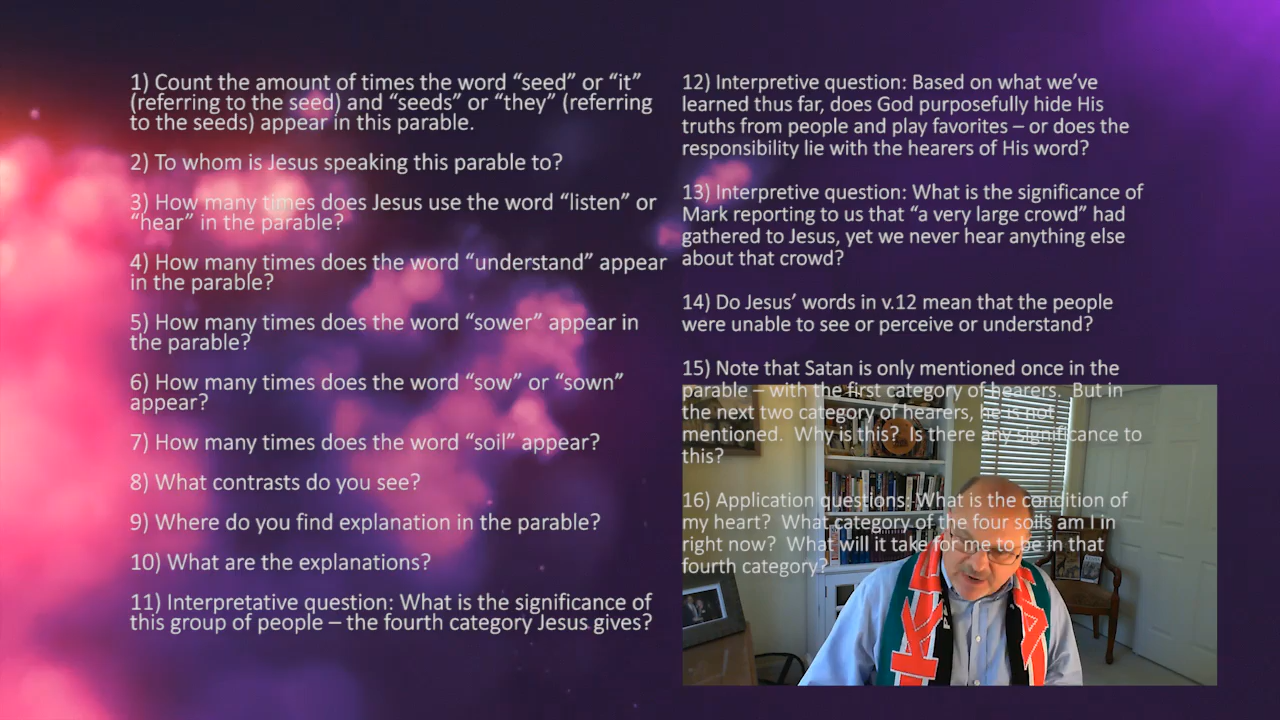 1) Count the amount of times the word “seed” or “it”
(referring to the seed) and “seeds” or “they” (referring
to the seeds) appear in this parable.
2) To whom is Jesus speaking this parable to?
3) How many times does Jesus use the word “listen” or
“hear” in the parable?
4) How many times does the word “understand” appear
in the parable?
5) How many times does the word “sower” appear in
the parable?
6) How many times does the word “sow” or “sown”
appear?
7) How many times does the word “soil” appear?
8) What contrasts do you see?
9) Where do you find explanation in the parable?
10) What are the explanations?
11) Interpretative question: What is the significance of
this group of people – the fourth category Jesus gives?
12) Interpretive question: Based on what we’ve
learned thus far, does God purposefully hide His
truths from people and play favorites – or does the
responsibility lie with the hearers of His word?
13) Interpretive question: What is the significance of
Mark reporting to us that “a very large crowd” had
gathered to Jesus, yet we never hear anything else
about that crowd?
14) Do Jesus’ words in v.12 mean that the people
were unable to see or perceive or understand?
15) Note that Satan is only mentioned once in the
parable – with the first category of hearers.  But in
the next two category of hearers, he is not
mentioned.  Why is this?  Is there any significance to
this?
16) Application questions: What is the condition of
my heart?  What category of the four soils am I in
right now?  What will it take for me to be in that
fourth category?